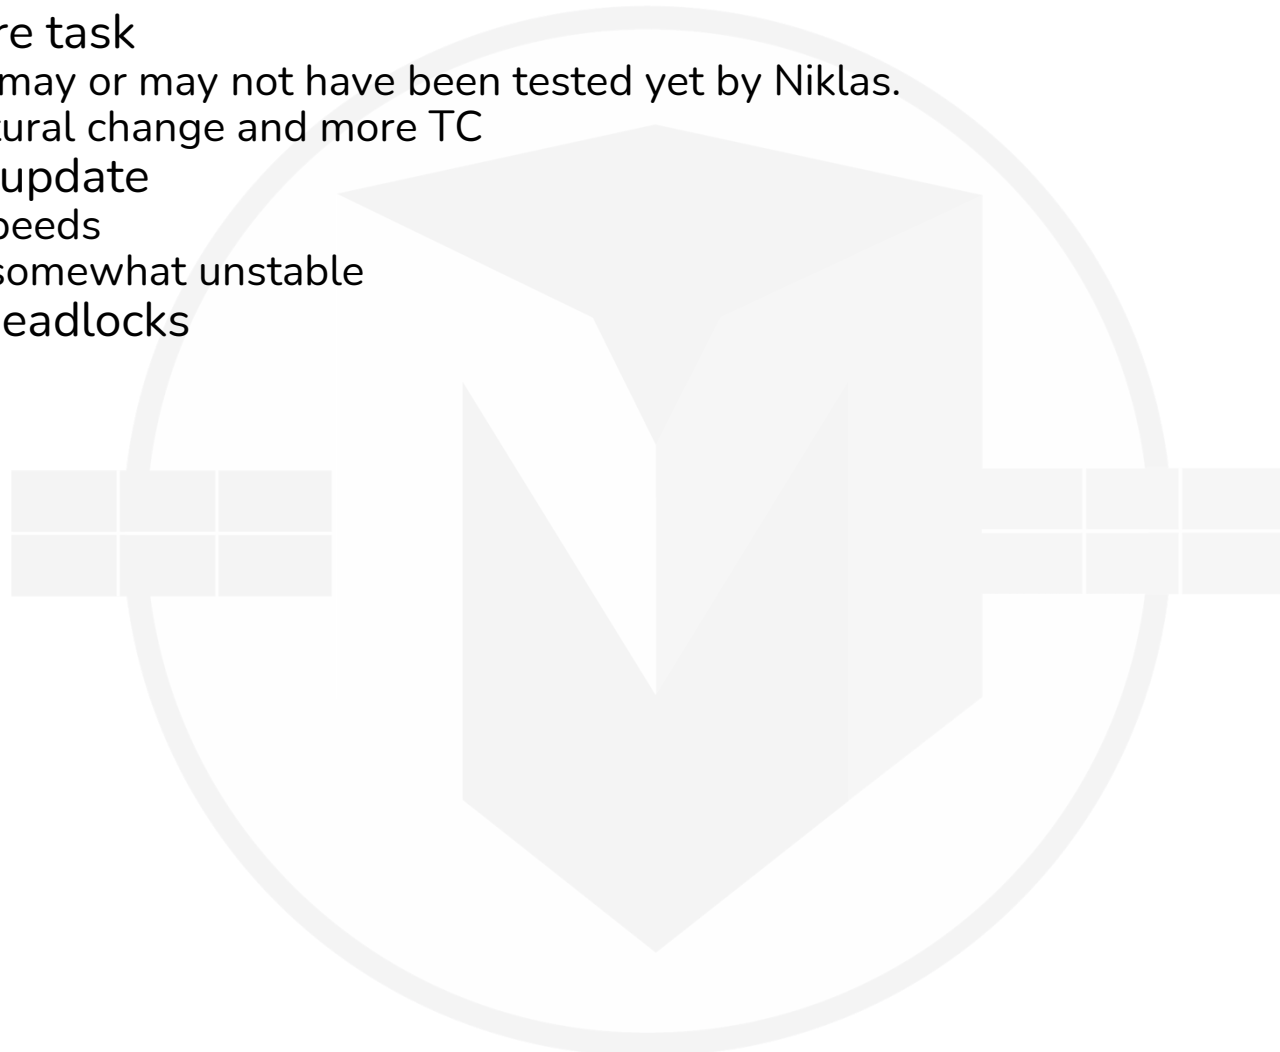 re task
may or may not have been tested yet by Niklas.
tural change and more TC
update
peeds
somewhat unstable
eadlocks